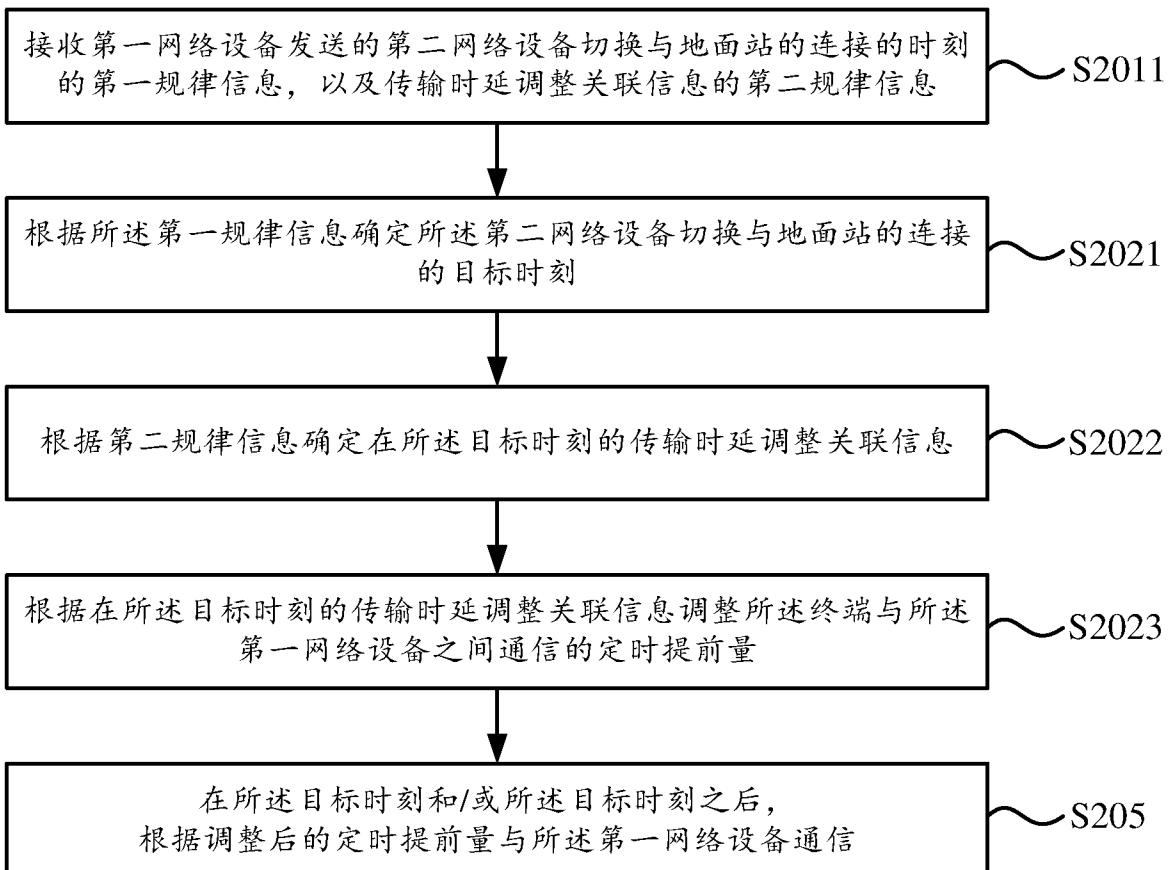 接收第一网络设备发送的第二网络设备切换与地面站的连接的时刻
的第一规律信息，以及传输时延调整关联信息的第二规律信息
S2011
根据所述第一规律信息确定所述第二网络设备切换与地面站的连接
的目标时刻
S2021
根据第二规律信息确定在所述目标时刻的传输时延调整关联信息
S2022
根据在所述目标时刻的传输时延调整关联信息调整所述终端与所述
第一网络设备之间通信的定时提前量
S2023
在所述目标时刻和/或所述目标时刻之后，
根据调整后的定时提前量与所述第一网络设备通信
S205